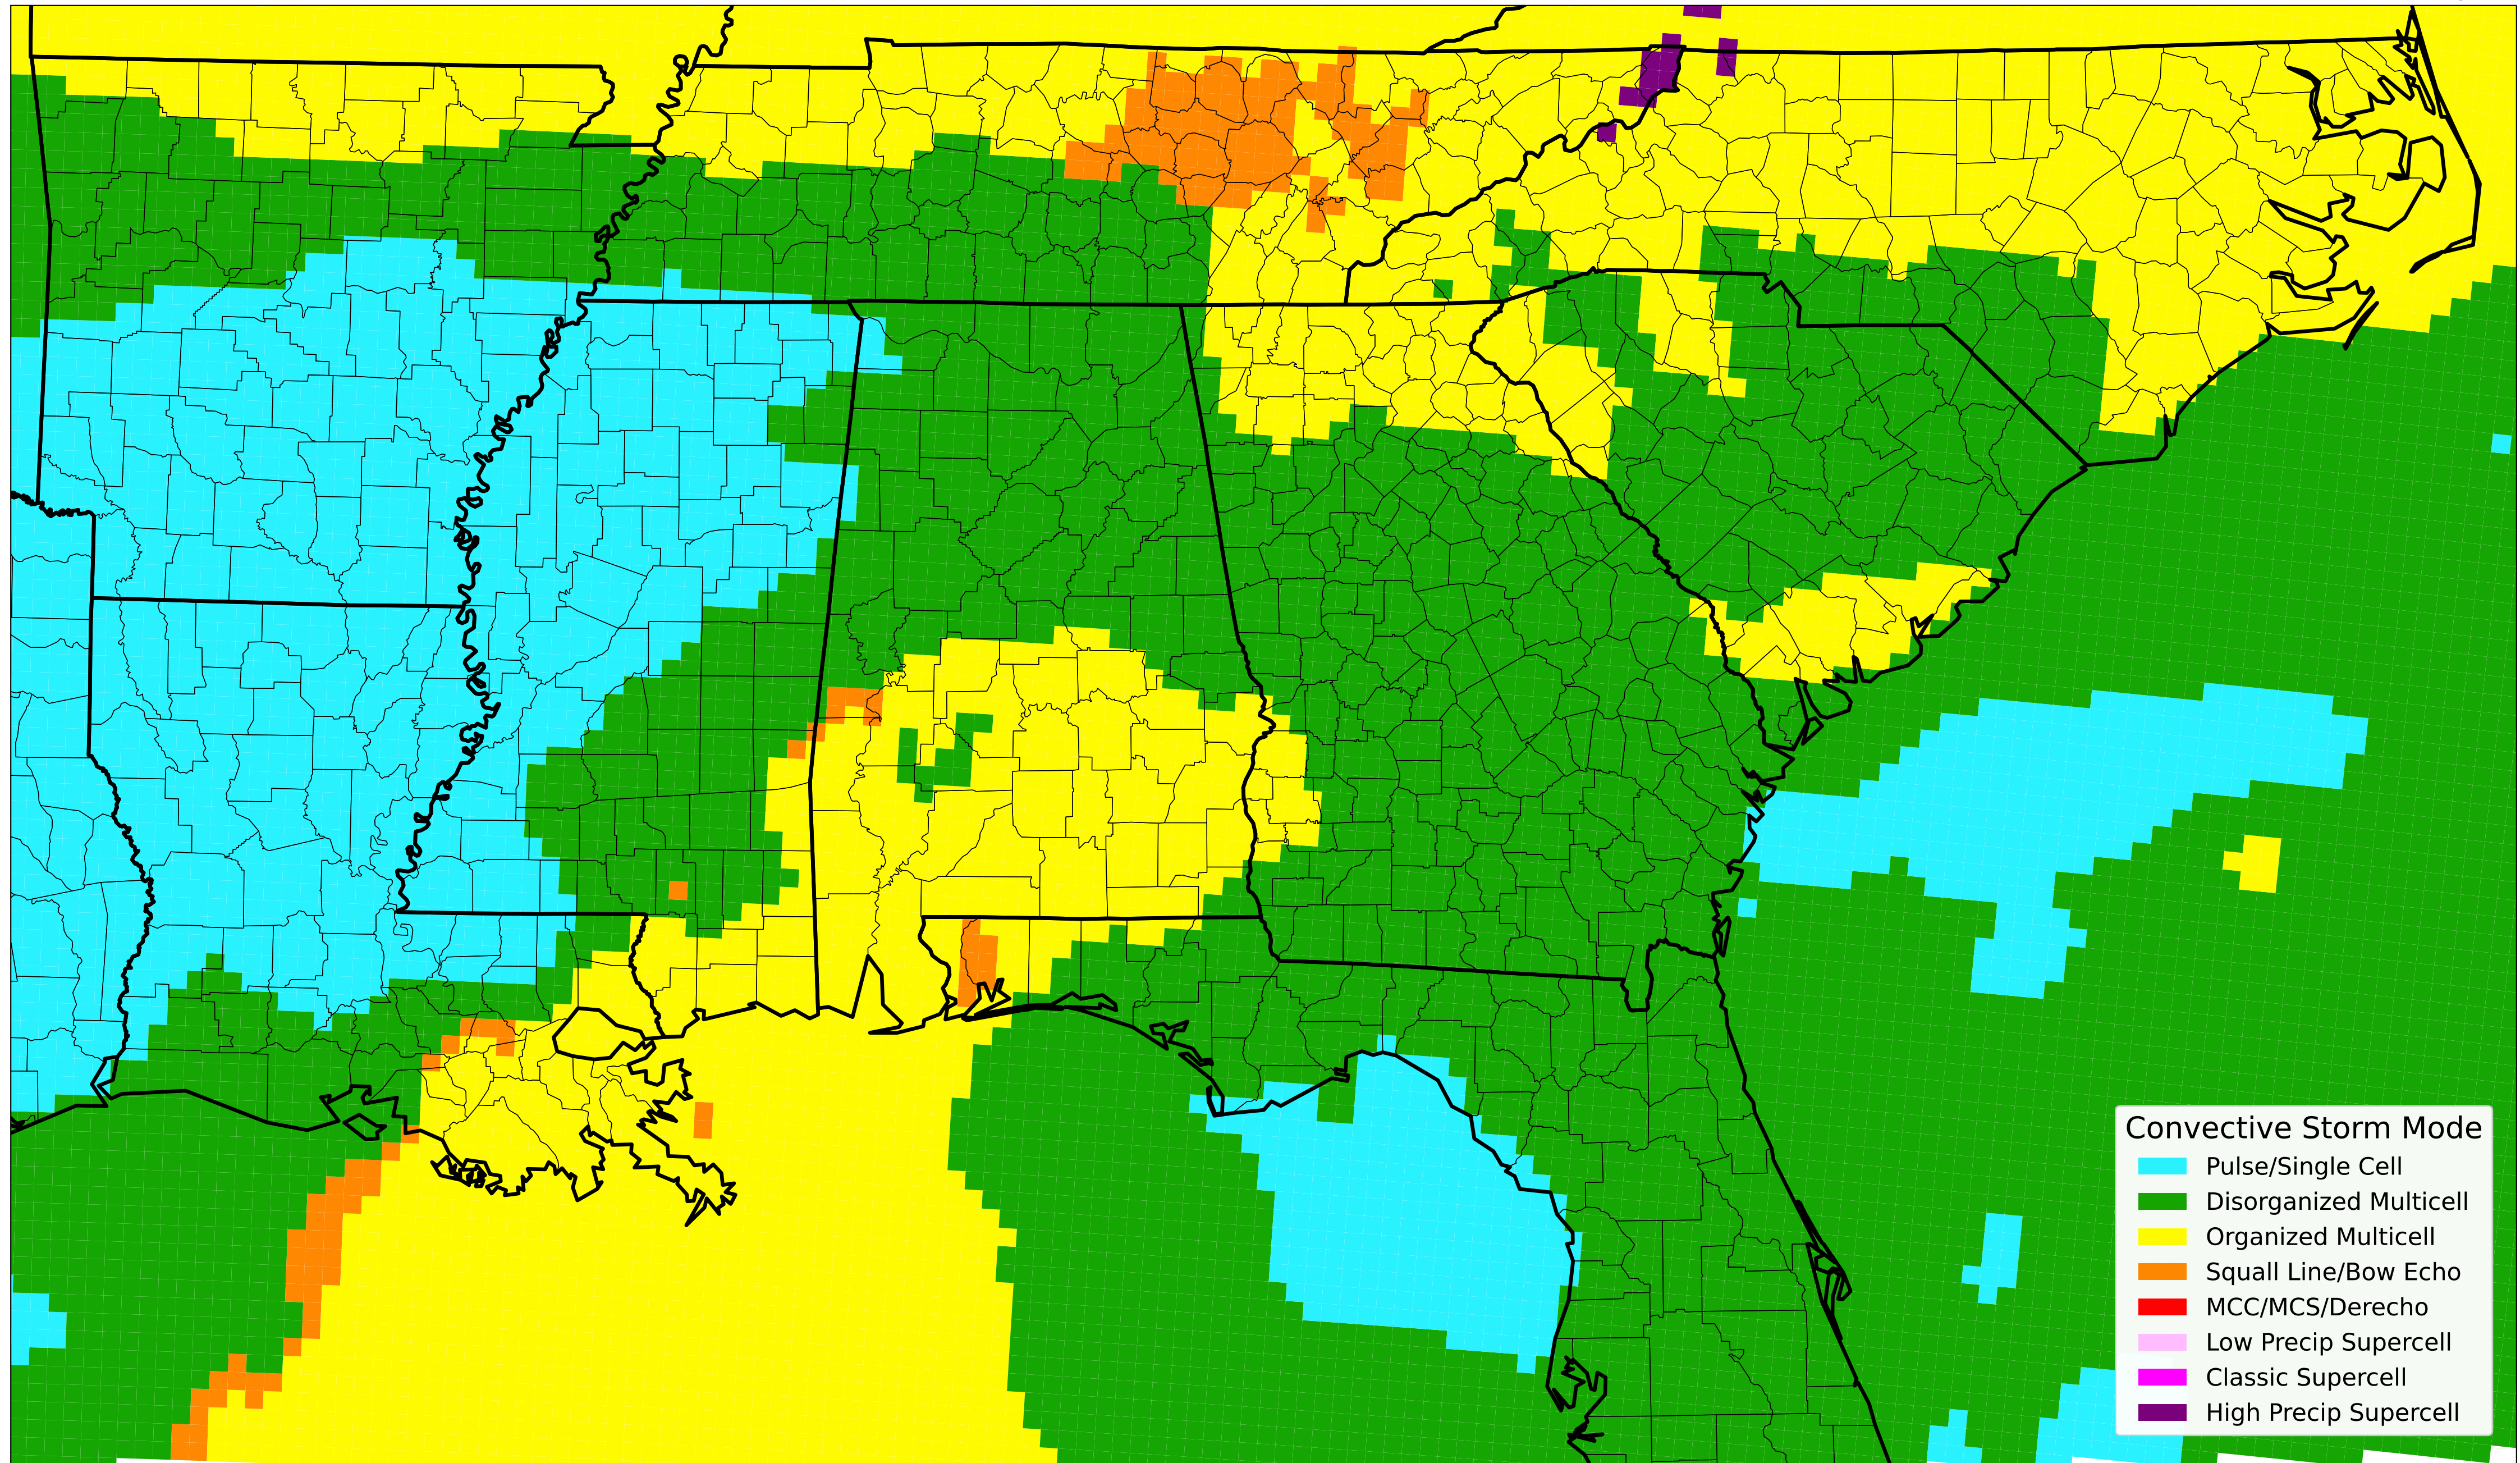 Convective Storm Mode
Pulse/Single Cell
Disorganized Multicell
Organized Multicell
Squall Line/Bow Echo
MCC/MCS/Derecho
Low Precip Supercell
Classic Supercell
High Precip Supercell